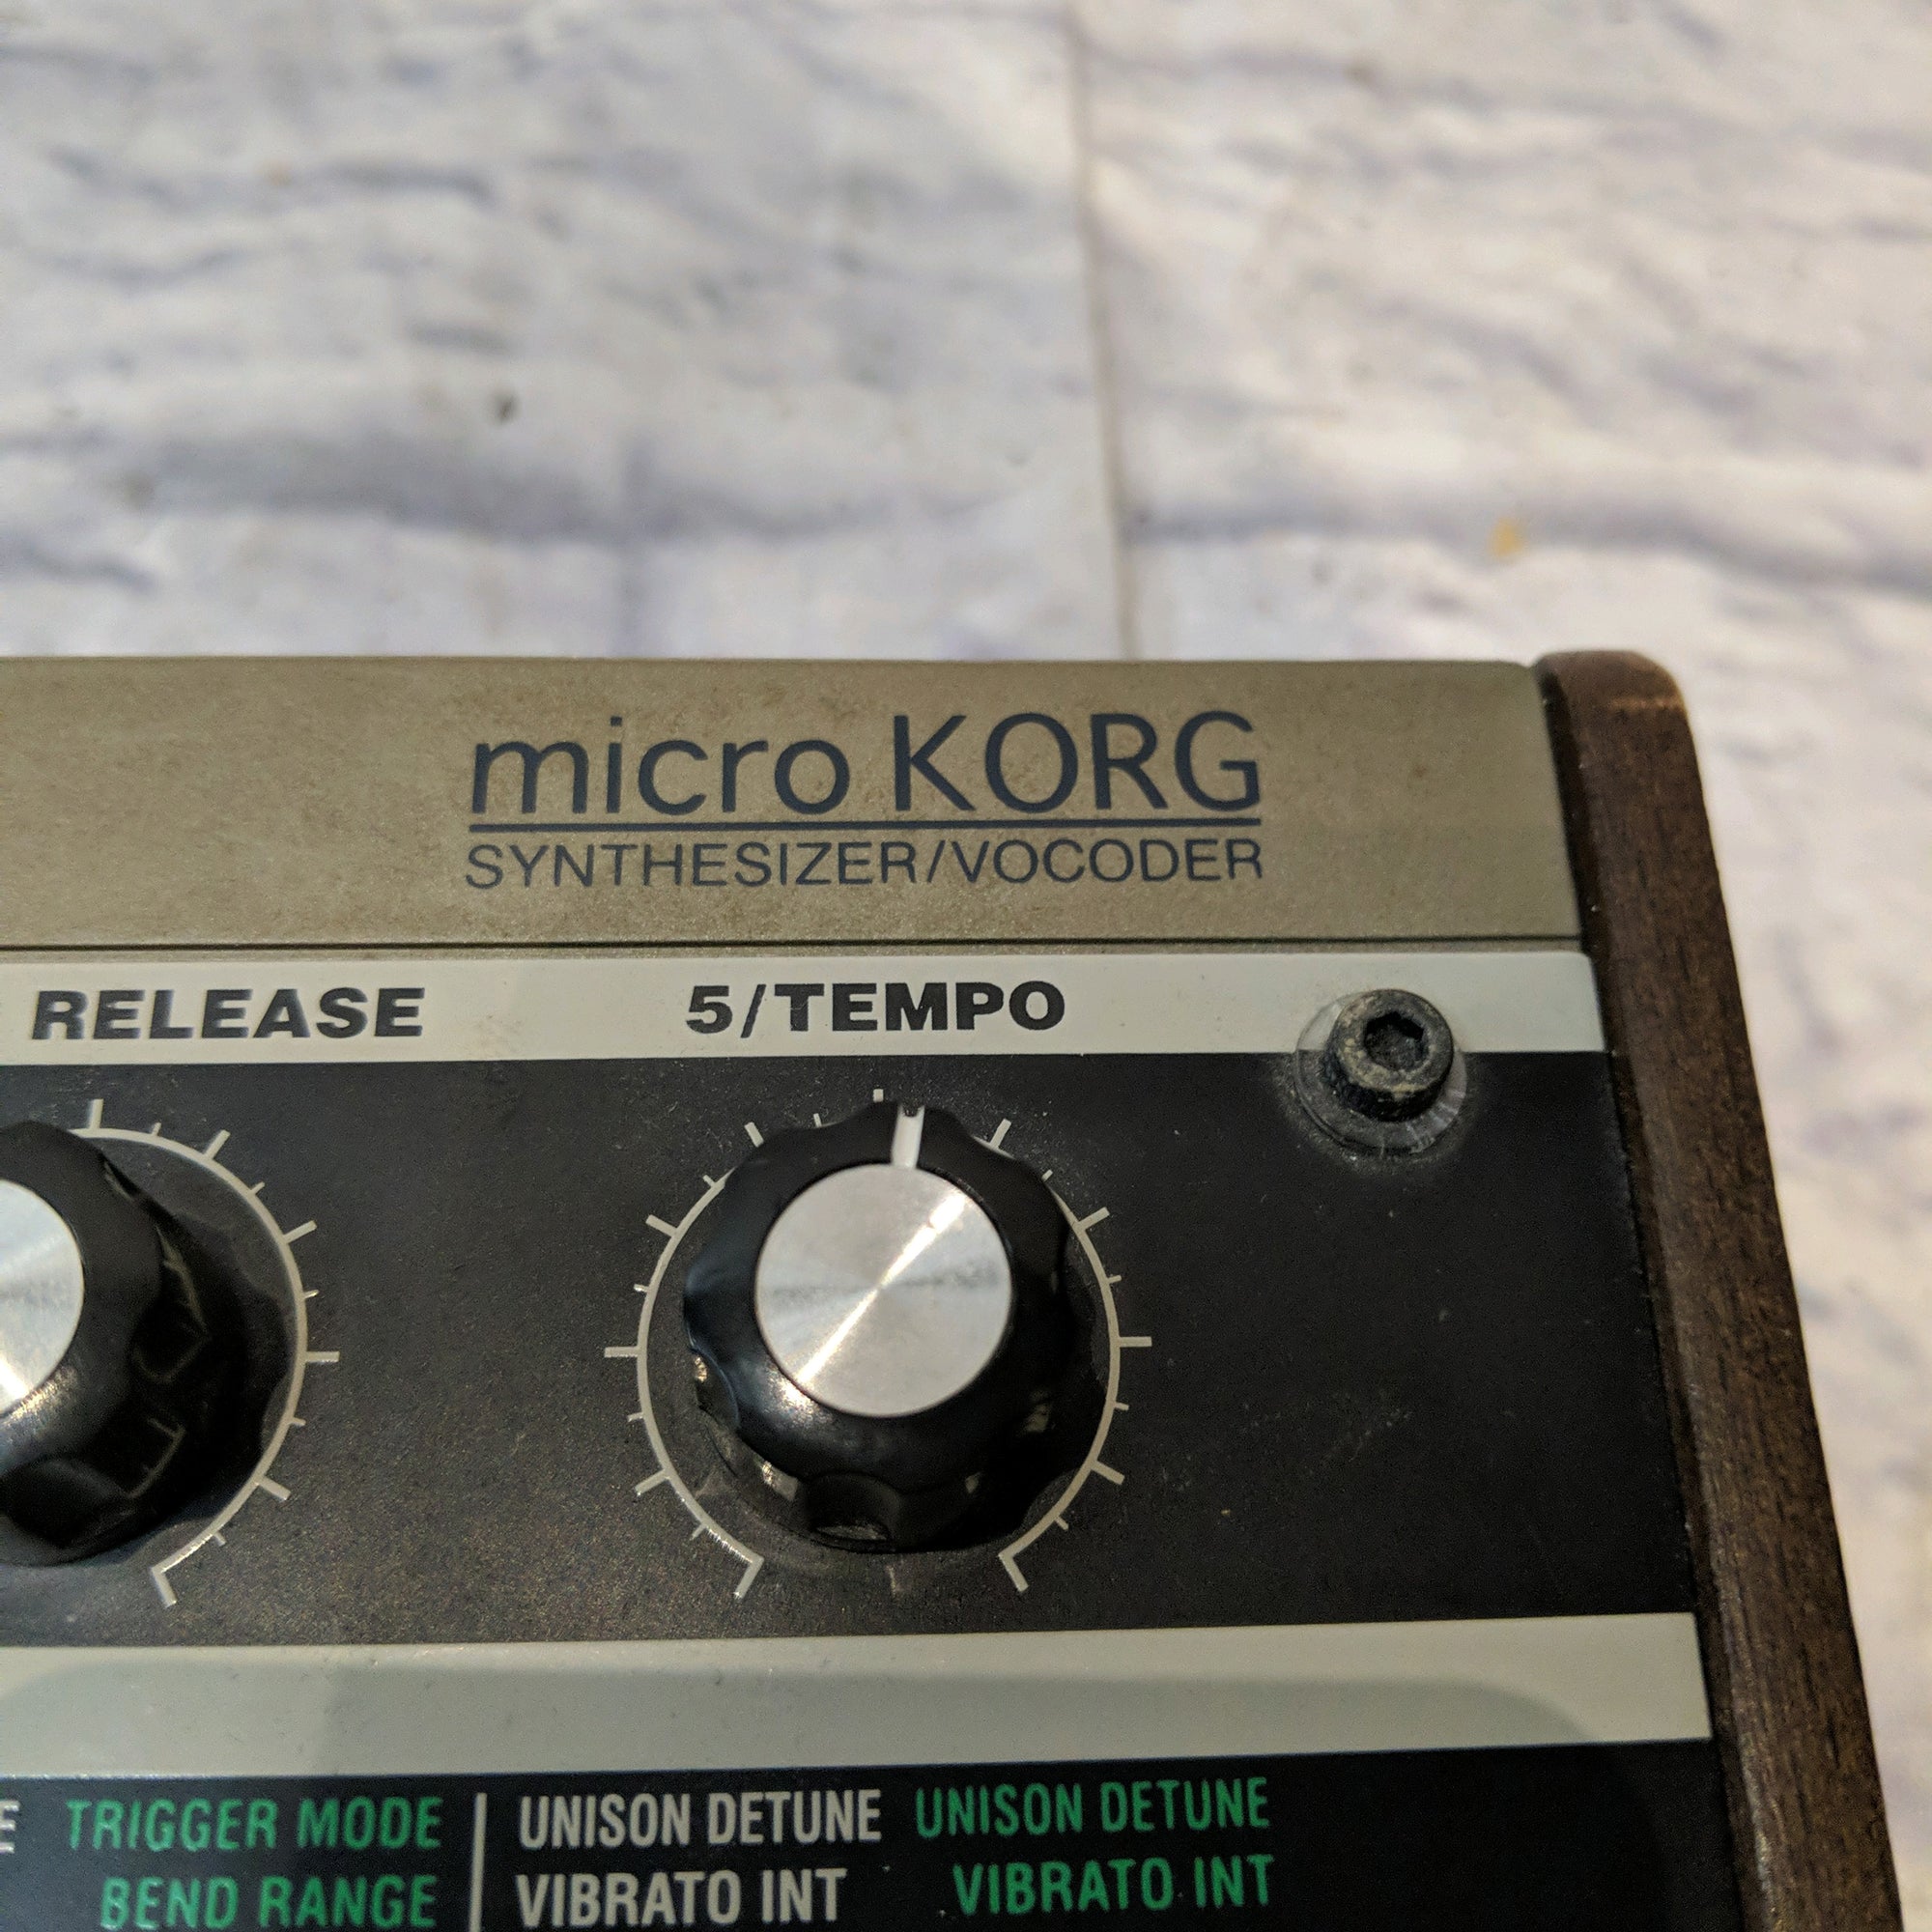 micro KORG
SYNTHESIZER/VOCODER
RELEASE 5/TEMPO
TRIGGER MODE UNISON DETUNE UNISON DETUNE
BEND RANGE VIBRATO INT VIBRATO INT